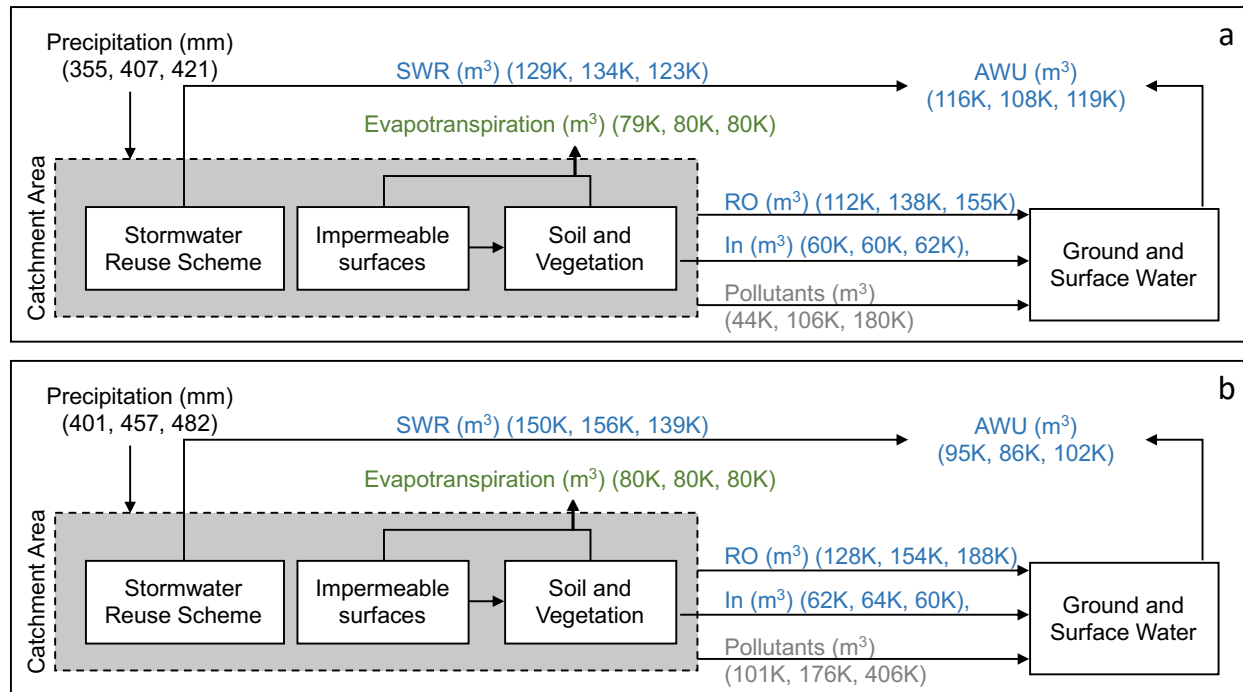 a
Precipitation (mm)
(355, 407, 421)
SWR (m³) (129K, 134K, 123K)
AWU (m³)
(116K, 108K, 119K)
Evapotranspiration (m³) (79K, 80K, 80K)
Catchment Area
Stormwater
Reuse Scheme
Impermeable
surfaces
Soil and
Vegetation
RO (m³) (112K, 138K, 155K)
In (m³) (60K, 60K, 62K),
Pollutants (m³)
(44K, 106K, 180K)
Ground and
Surface Water
b
Precipitation (mm)
(401, 457, 482)
SWR (m³) (150K, 156K, 139K)
AWU (m³)
(95K, 86K, 102K)
Evapotranspiration (m³) (80K, 80K, 80K)
Catchment Area
Stormwater
Reuse Scheme
Impermeable
surfaces
Soil and
Vegetation
RO (m³) (128K, 154K, 188K)
In (m³) (62K, 64K, 60K),
Pollutants (m³)
(101K, 176K, 406K)
Ground and
Surface Water